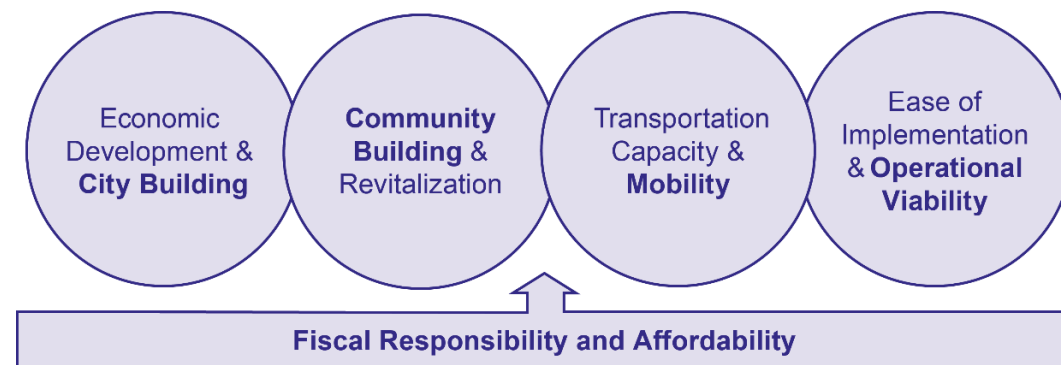 Economic
Development &
City Building
Community
Building &
Revitalization
Transportation
Capacity &
Mobility
Ease of
Implementation
& Operational
Viability
Fiscal Responsibility and Affordability